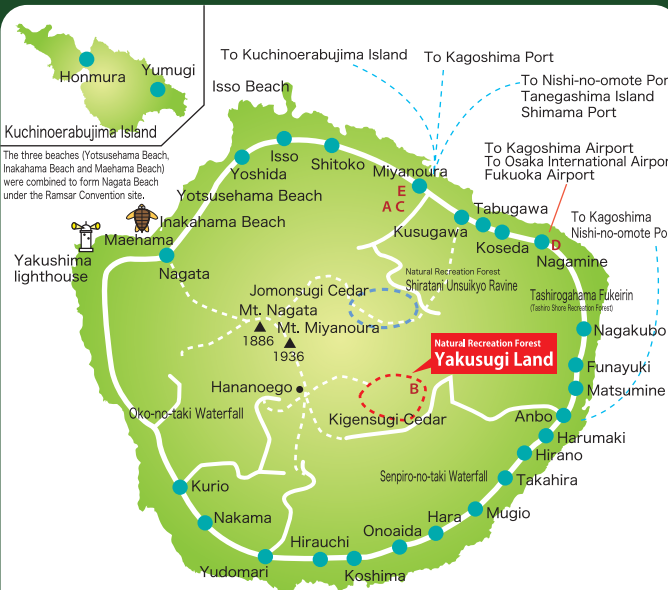 Honmura
Yumugi
Kuchinoerabujima Island
The three beaches (Yotsusehama Beach,
Inakahama Beach and Maehama Beach)
were combined to form Nagata Beach
under the Ramsar Convention site.
To Kuchinoerabujima Island
To Kagoshima Port
To Nishi-no-omote Por
Tanegashima Island
Shimama Port
To Kagoshima Airport
To Osaka International Airpor
Fukuoka Airport
To Kagoshima
Nishi-no-omote Po
Isso Beach
Isso
Shitoko
Yoshida
Miyanoura
E
A C
Yotsusehama Beach
Inakahama Beach
Maehama
Yakushima
lighthouse
Nagata
Kusugawa
Tabugawa
Koseda
D
Nagamine
Natural Recreation Forest
Shiratani Unsuikyo Ravine
Tashirogahama Fukeirin
(Tashiro Shore Recreation Forest)
Jomonsugi Cedar
Mt. Nagata
1886
Mt. Miyanoura
1936
Natural Recreation Forest
Yakusugi Land
Nagakubo
Funayuki
Matsumine
Hananoego
B
Kigensugi Cedar
Oko-no-taki Waterfall
Anbo
Harumaki
Hirano
Senpiro-no-taki Waterfall
Takahira
Kurio
Nakama
Mugio
Hara
Onoaida
Hirauchi
Yudomari
Koshima